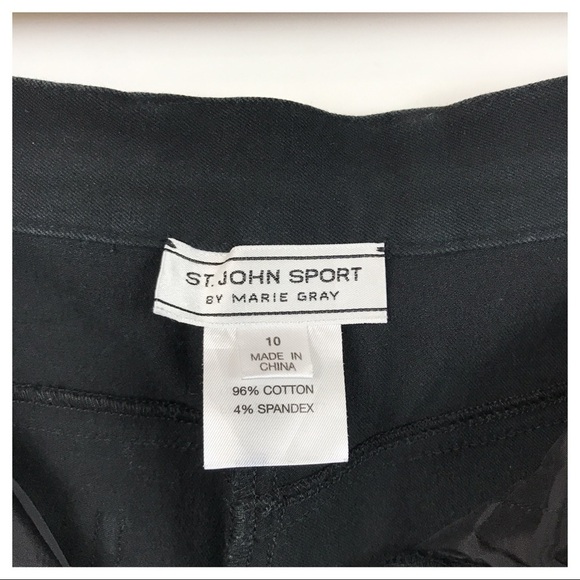 ST. JOHN SPORT
BY MARIE GRAY
10
MADE IN
CHINA
96% COTTON
4% SPANDEX